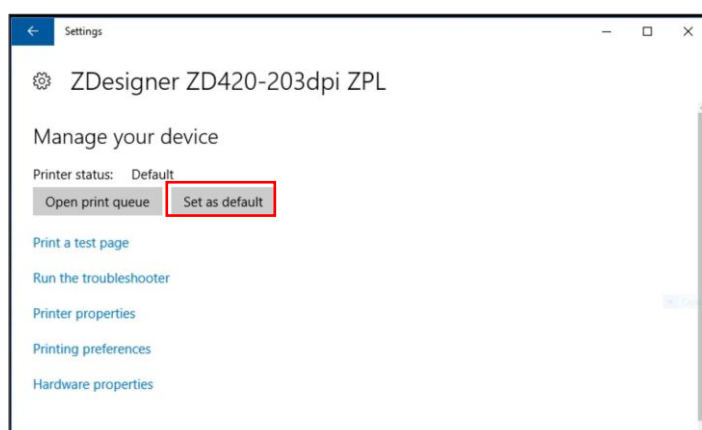 Settings
ZDesigner ZD420-203dpi ZPL
Manage your device
Printer status: Default
Open print queue Set as default
Print a test page
Run the troubleshooter
Printer properties
Printing preferences
Hardware properties